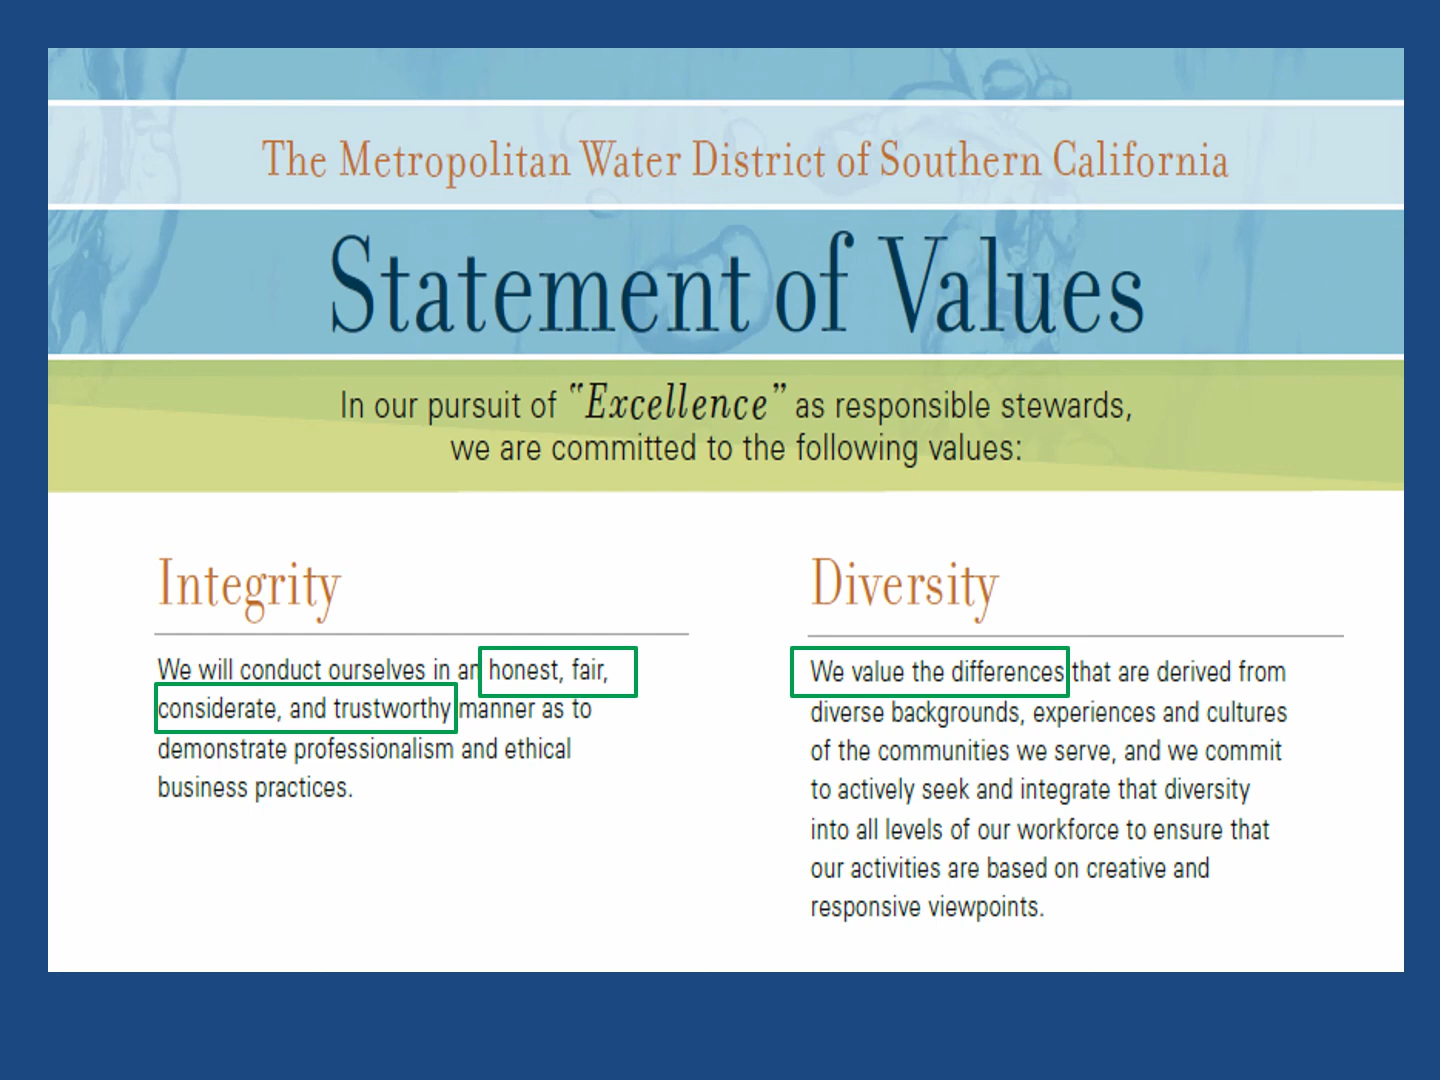 The Metropolitan Water District of Southern California
Statement of Values
In our pursuit of “Excellence” as responsible stewards,
we are committed to the following values:
Integrity
We will conduct ourselves in an honest, fair,
considerate, and trustworthy manner as to
demonstrate professionalism and ethical
business practices.
Diversity
We value the differences that are derived from
diverse backgrounds, experiences and cultures
of the communities we serve, and we commit
to actively seek and integrate that diversity
into all levels of our workforce to ensure that
our activities are based on creative and
responsive viewpoints.